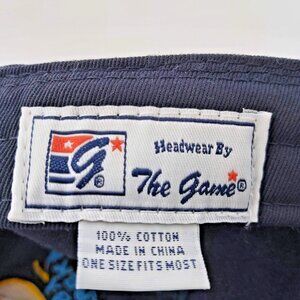 G®
Headwear By
The Game®
100% COTTON
MADE IN CHINA
ONE SIZE FITS MOST